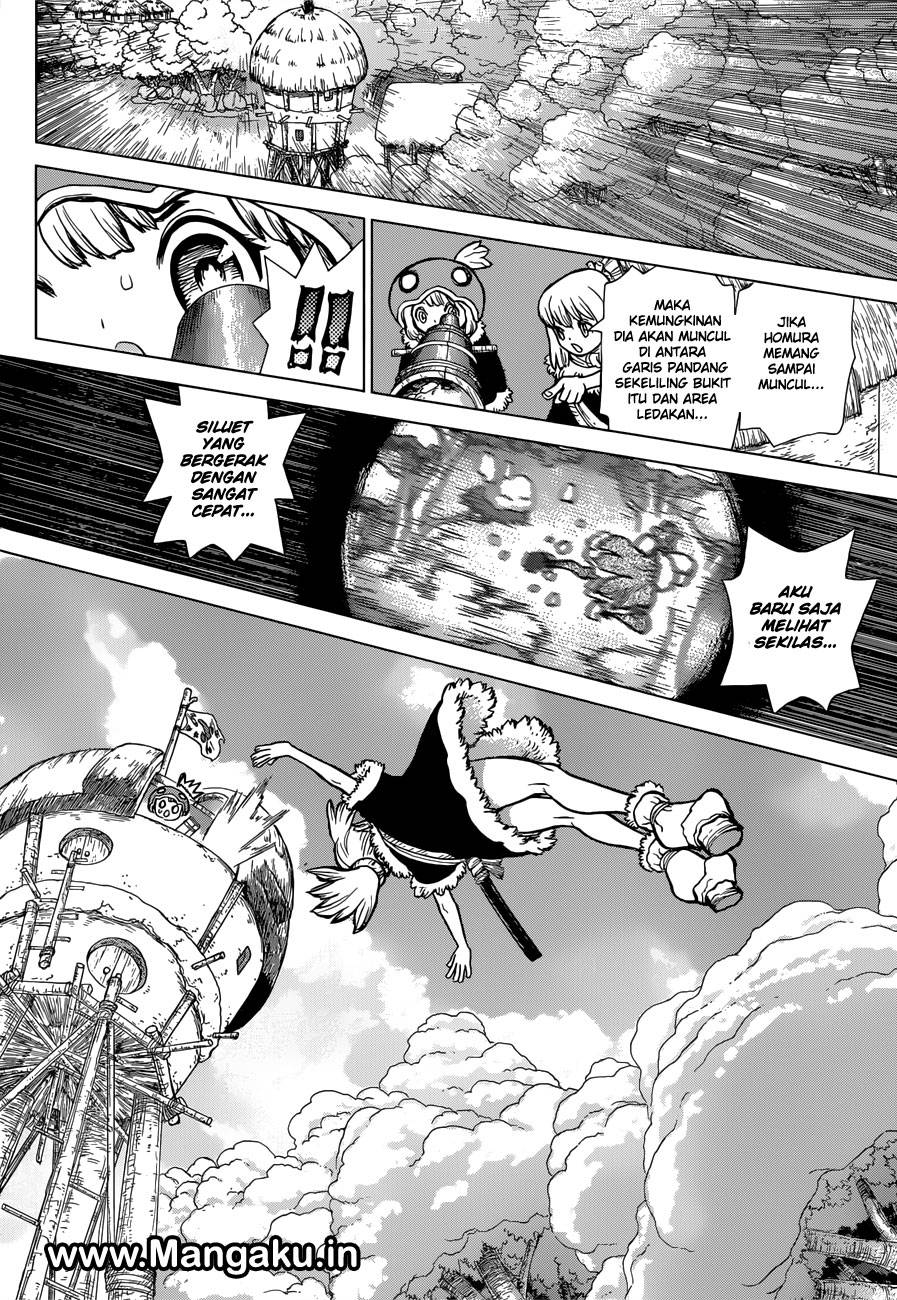 JIKA
HOMURA
MEMANG
SAMPAI
MUNCUL...
MAKA
KEMUNGKINAN
DIA AKAN MUNCUL
DI ANTARA
GARIS PANDANG
SEKELILING BUKIT
ITU DAN AREA
LEDAKAN...
!!
AKU
BARU SAJA
MELIHAT
SEKILAS...
SILUET
YANG
BERGERAK
DENGAN
SANGAT
CEPAT...
www.Mangaku.in